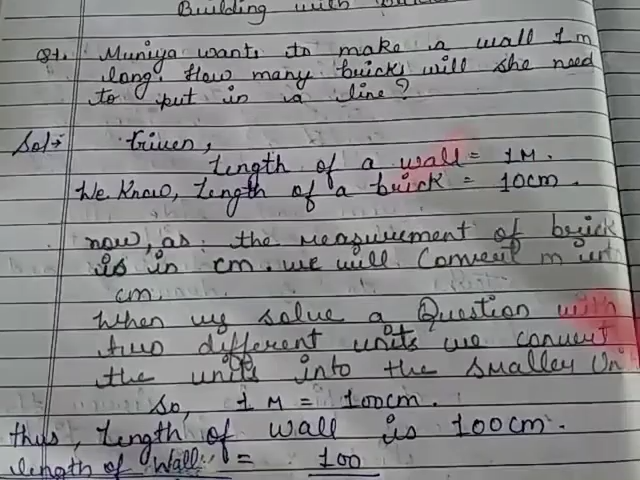 Building with
Q1. Muniya wants to make a wall 1m
long. How many bricks will she need
to put in a line?
Sol→ Given,
Length of a wall = 1M.
We Know, Length of a brick = 10cm.
now, as the measurement of brick
is in cm. we will Convert m into
cm.
When we solve a Question with
two different units we convert
the units into the smaller Un
So, 1 M = 100cm.
thus, Length of wall is 100cm.
length of Wall = 100